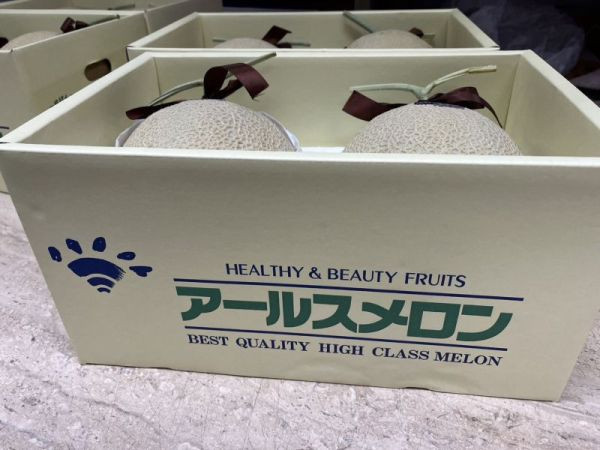 HEALTHY & BEAUTY FRUITS
アールスメロン
BEST QUALITY HIGH CLASS MELON